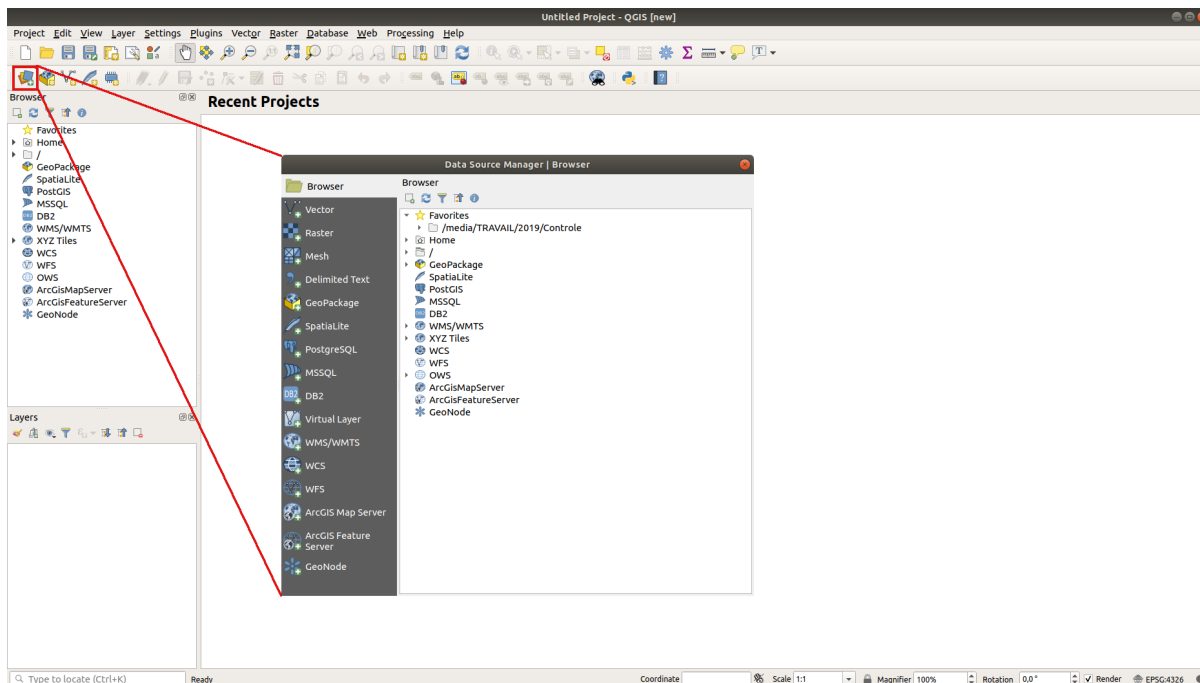 Untitled Project - QGIS [new]
Project Edit View Layer Settings Plugins Vector Raster Database Web Processing Help
Browser
Favorites
Home
/
GeoPackage
SpatiaLite
PostGIS
MSSQL
DB2
WMS/WMTS
XYZ Tiles
WCS
WFS
OWS
ArcGisMapServer
ArcGisFeatureServer
GeoNode
Layers
Recent Projects
Data Source Manager | Browser
Browser
Vector
Raster
Mesh
Delimited Text
GeoPackage
SpatiaLite
PostgreSQL
MSSQL
DB2
Virtual Layer
WMS/WMTS
WCS
WFS
ArcGIS Map Server
ArcGIS Feature
Server
GeoNode
Browser
Favorites
/media/TRAVAIL/2019/Controle
Home
/
GeoPackage
SpatiaLite
PostGIS
MSSQL
DB2
WMS/WMTS
XYZ Tiles
WCS
WFS
OWS
ArcGisMapServer
ArcGisFeatureServer
GeoNode
Type to locate (Ctrl+K) Ready Coordinate Scale 1:1 Magnifier 100% Rotation 0,0° Render EPSG:4326